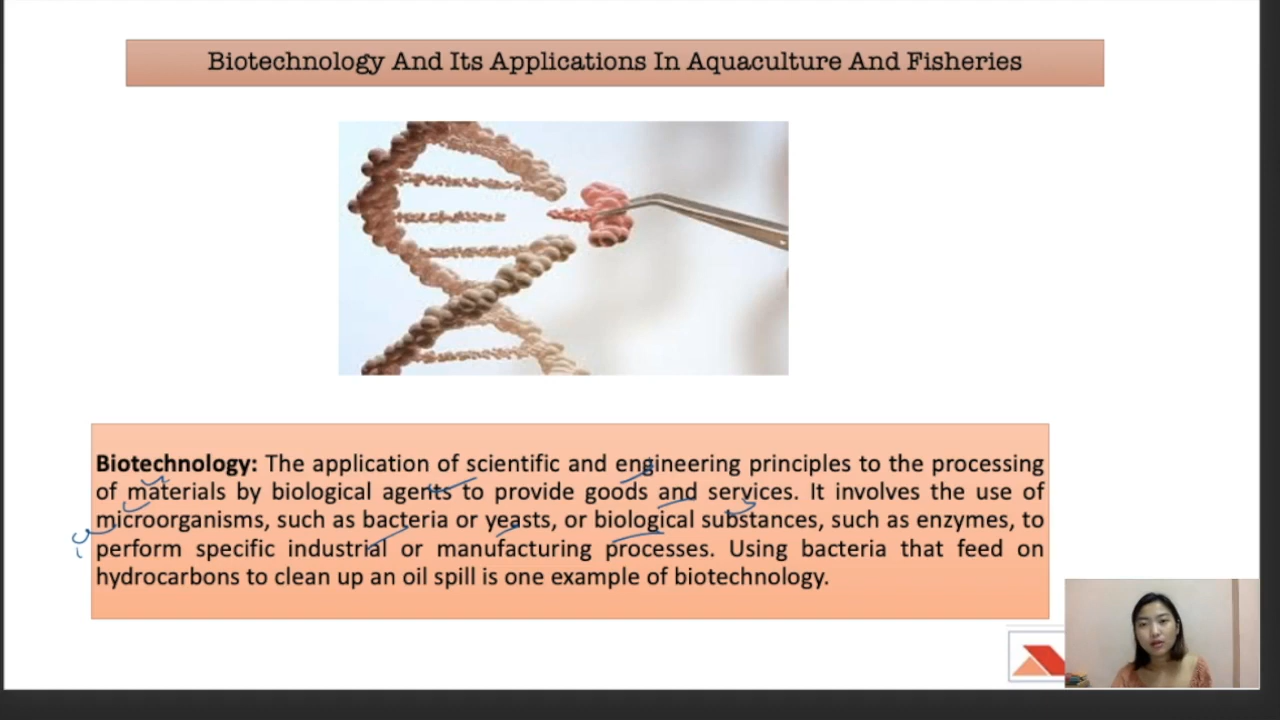 Biotechnology And Its Applications In Aquaculture And Fisheries
Biotechnology: The application of scientific and engineering principles to the processing
of materials by biological agents to provide goods and services. It involves the use of
microorganisms, such as bacteria or yeasts, or biological substances, such as enzymes, to
perform specific industrial or manufacturing processes. Using bacteria that feed on
hydrocarbons to clean up an oil spill is one example of biotechnology.